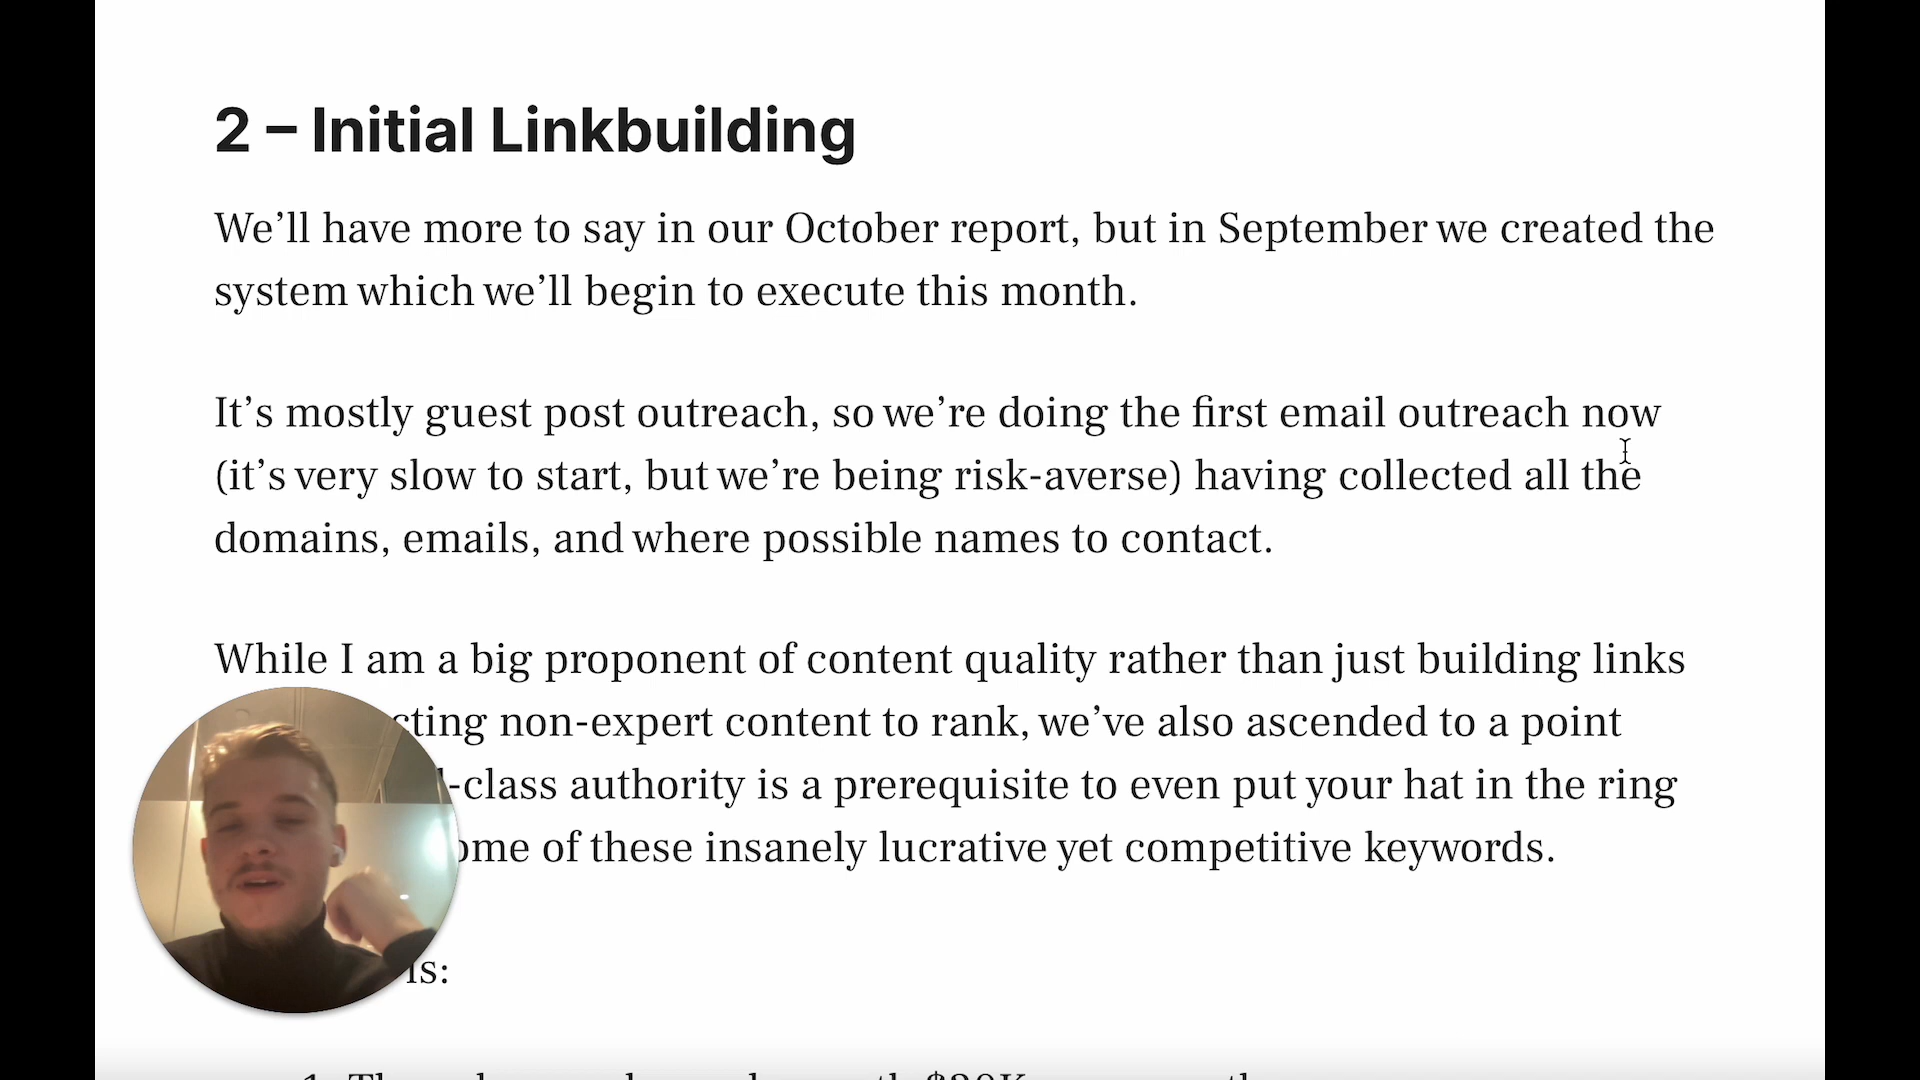 2 – Initial Linkbuilding
We’ll have more to say in our October report, but in September we created the
system which we’ll begin to execute this month.
It’s mostly guest post outreach, so we’re doing the first email outreach now
(it’s very slow to start, but we’re being risk-averse) having collected all the
domains, emails, and where possible names to contact.
While I am a big proponent of content quality rather than just building links
non-expert content to rank, we’ve also ascended to a point
-class authority is a prerequisite to even put your hat in the ring
of these insanely lucrative yet competitive keywords.
is: